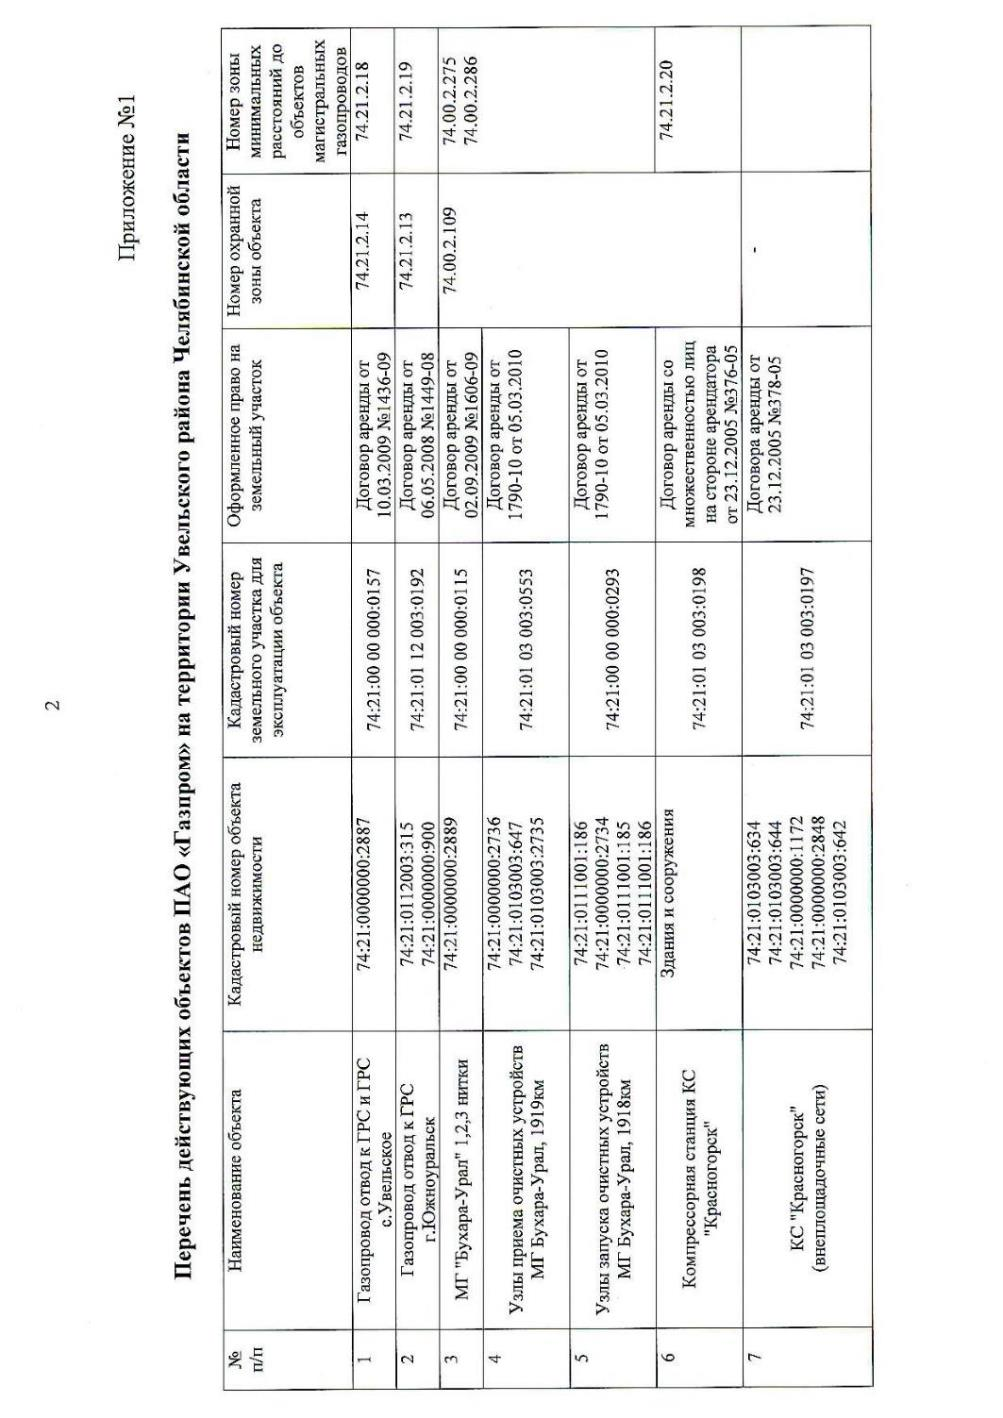 2
Приложение №1
Перечень действующих объектов ПАО «Газпром» на территории Увельского района Челябинской области
№
п/п
Наименование объекта
Кадастровый номер объекта
недвижимости
Кадастровый номер
земельного участка для
эксплуатации объекта
Оформленное право на
земельный участок
Номер охранной
зоны объекта
Номер зоны
минимальных
расстояний до
объектов
магистральных
газопроводов
1
Газопровод отвод к ГРС и ГРС
с.Увельское
74:21:0000000:2887
74:21:00 00 000:0157
Договор аренды от
10.03.2009 №1436-09
74.21.2.14
74.21.2.18
2
Газопровод отвод к ГРС
г.Южноуральск
74:21:0112003:315
74:21:0000000:900
74:21:01 12 003:0192
Договор аренды от
06.05.2008 №1449-08
74.21.2.13
74.21.2.19
3
МГ "Бухара-Урал" 1,2,3 нитки
74:21:0000000:2889
74:21:00 00 000:0115
Договор аренды от
02.09.2009 №1606-09
74.00.2.109
74.00.2.275
74.00.2.286
4
Узлы приема очистных устройств
МГ Бухара-Урал, 1919км
74:21:0000000:2736
74:21:0103003:647
74:21:0103003:2735
74:21:01 03 003:0553
Договор аренды от
1790-10 от 05.03.2010
5
Узлы запуска очистных устройств
МГ Бухара-Урал, 1918км
74:21:0111001:186
74:21:0000000:2734
74:21:0111001:185
74:21:0111001:186
74:21:00 00 000:0293
Договор аренды от
1790-10 от 05.03.2010
6
Компрессорная станция КС
"Красногорск"
Здания и сооружения
74:21:01 03 003:0198
Договор аренды со
множественностью лиц
на стороне арендатора
от 23.12.2005 №376-05
74.21.2.20
7
КС "Красногорск"
(внеплощадочные сети)
74:21:0103003:634
74:21:0103003:644
74:21:0000000:1172
74:21:0000000:2848
74:21:0103003:642
74:21:01 03 003:0197
Договора аренды от
23.12.2005 №378-05
-